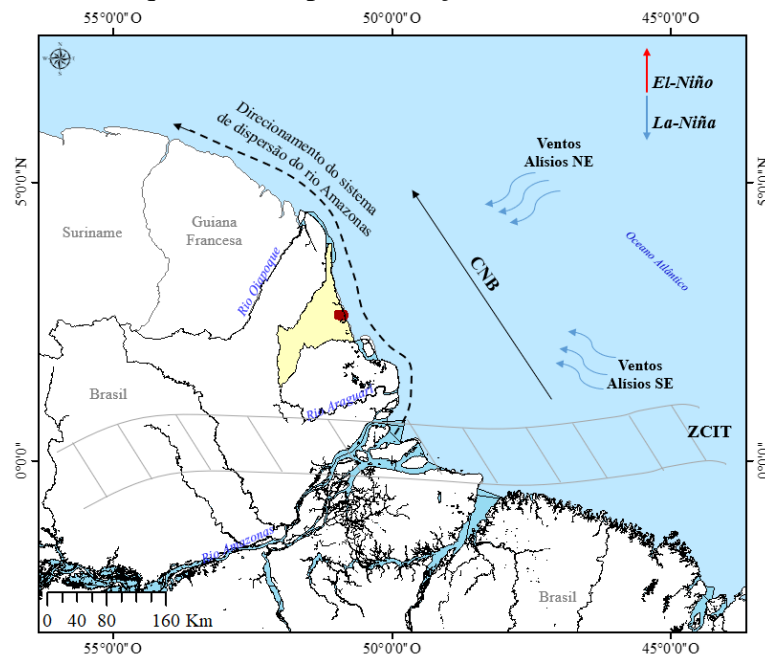 55°0'0"O
50°0'0"O
45°0'0"O
El-Niño
La-Niña
Direcionamento do sistema
de dispersão do rio Amazonas
Ventos
Alísios NE
5°0'0"N
5°0'0"N
Suriname
Guiana
Francesa
Rio Oiapoque
CNB
Oceano Atlântico
Ventos
Alísios SE
Brasil
Rio Araguari
ZCIT
0°0'0"
0°0'0"
Rio Amazonas
Brasil
0 40 80 160 Km
55°0'0"O
50°0'0"O
45°0'0"O